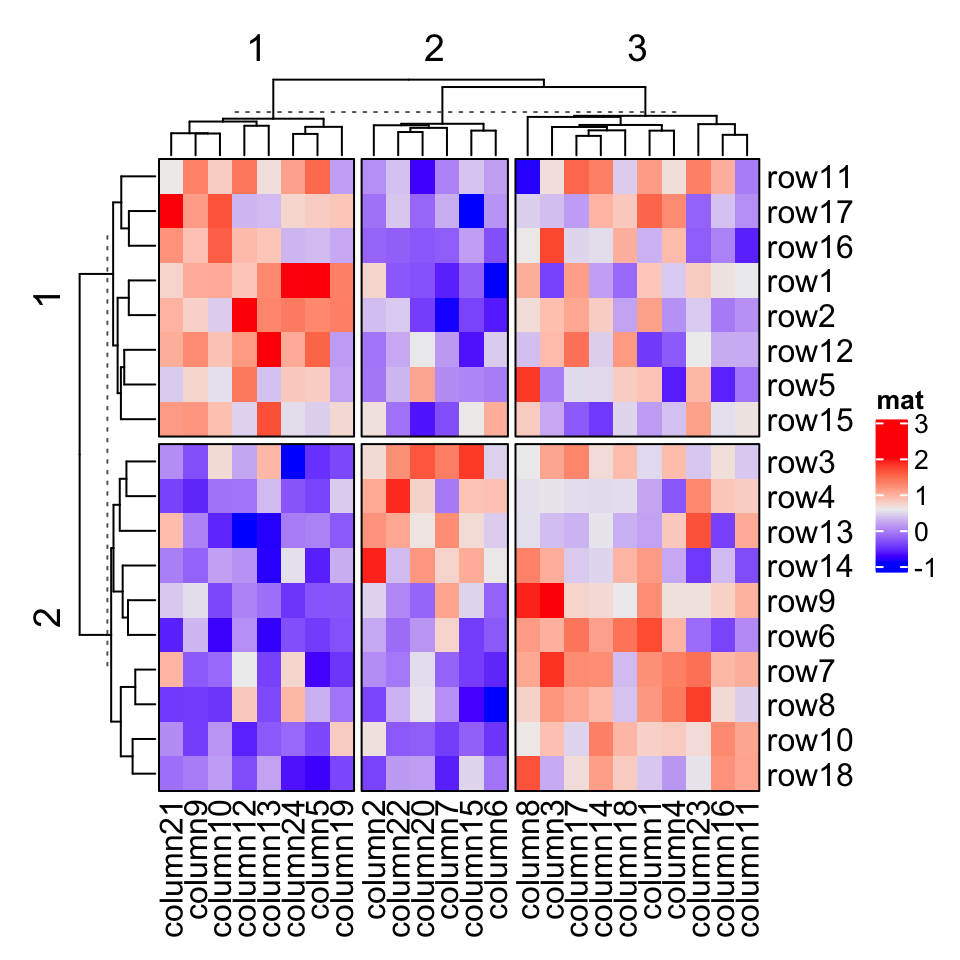 1 2 3
1
2
row11
row17
row16
row1
row2
row12
row5
row15
row3
row4
row13
row14
row9
row6
row7
row8
row10
row18
column21
column9
column10
column12
column13
column24
column5
column19
column2
column22
column20
column7
column15
column6
column8
column3
column17
column14
column18
column1
column4
column23
column16
column11
mat
3
2
1
0
-1